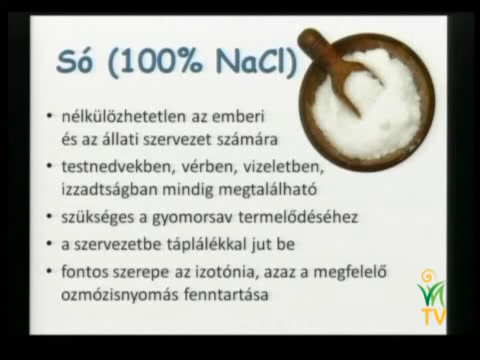 Só (100% NaCl)
• nélkülözhetetlen az emberi
és az állati szervezet számára
• testnedvekben, vérben, vizeletben,
izzadtságban mindig megtalálható
• szükséges a gyomorsav termelődéséhez
• a szervezetbe táplálékkal jut be
• fontos szerepe az izotónia, azaz a megfelelő
ozmózisnyomás fenntartása
TV